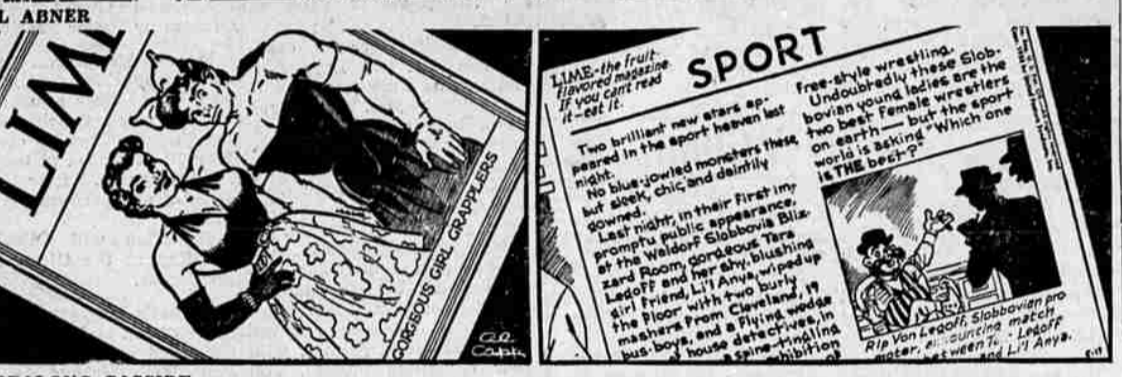 L ABNER
LIME
GORGEOUS GIRL GRAPPLERS
Al Capp
LIME-the fruit
flavored magazine.
If you can't read
it-eat it.
SPORT
Two brilliant new stars ap-
peared in the sport heaven last
night.
No blue-jowled monsters these,
but sleek, chic, and daintily
gowned.
Last night, in their first im-
promptu public appearance,
at the Waldorf Slobbovia Bliz-
zard Room, gorgeous Tara
Legoff and her shy, blushing
girl friend, Li'l Anya, wiped up
the floor with two burly
mashers from Cleveland, 19
bus-boys, and a flying wedge
house detectives, in
a spine-tingling
hibition
free-style wrestling.
Undoubtedly these Slob-
bovian young ladies are the
two best female wrestlers
on earth — but the sport
world is asking "Which one
is THE best?"
Rip Van Legoff, Slobbovian pro
moter, announcing match
between T Legoff
and Li'l Anya.
5-17